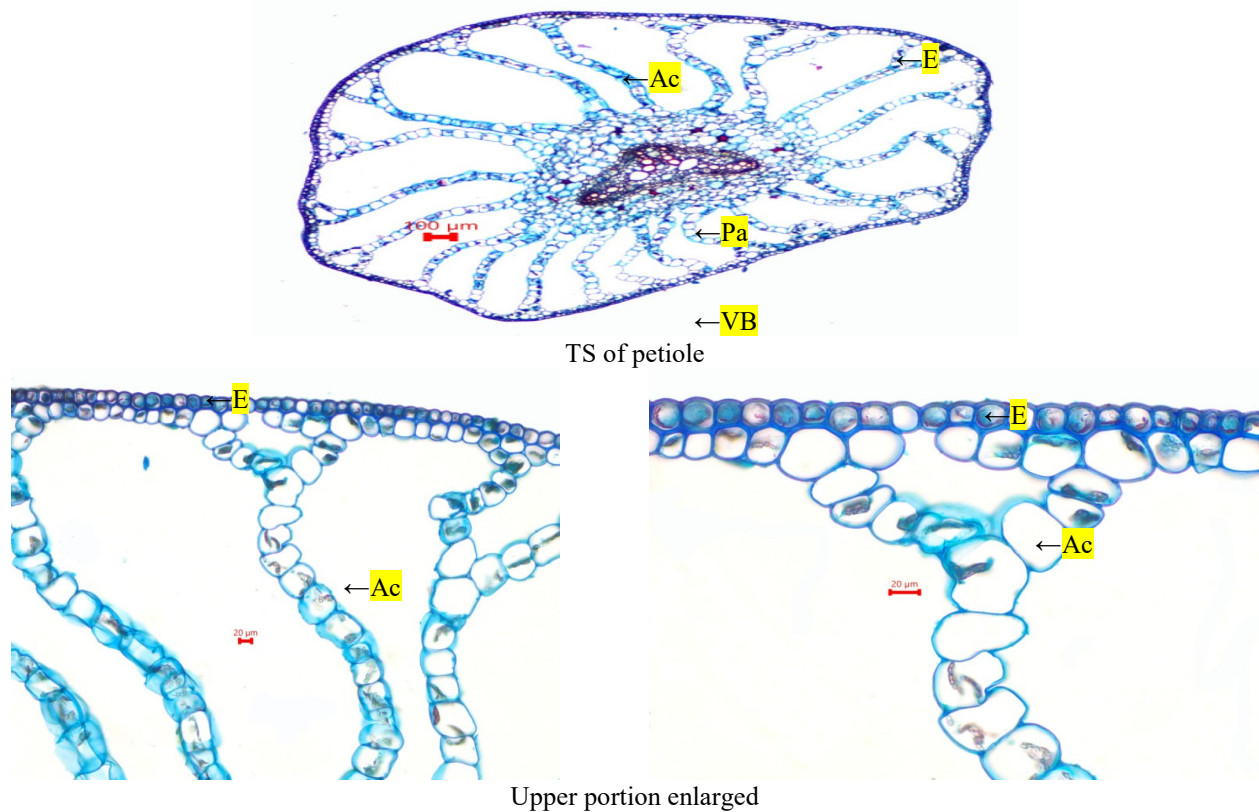 ←E
←Ac
100 µm
←Pa
←VB
TS of petiole
←E
←Ac
20 µm
←E
←Ac
20 µm
Upper portion enlarged